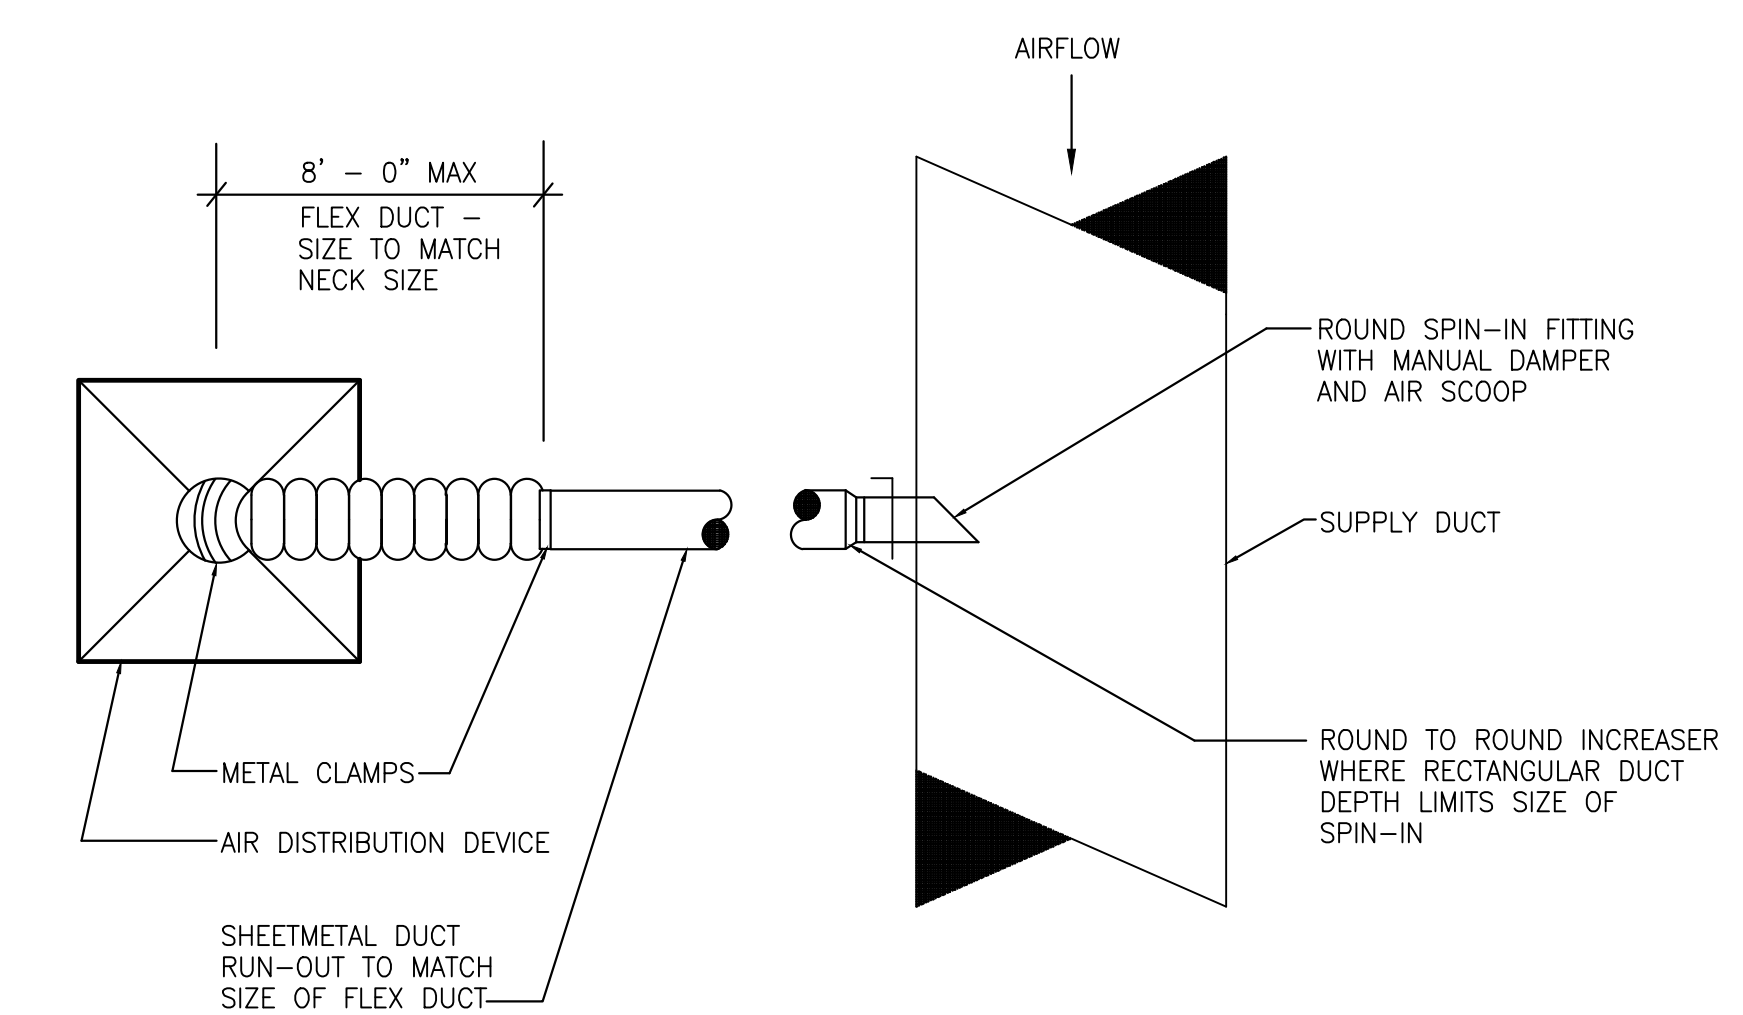 AIRFLOW
8' - 0" MAX
FLEX DUCT -
SIZE TO MATCH
NECK SIZE
ROUND SPIN-IN FITTING
WITH MANUAL DAMPER
AND AIR SCOOP
SUPPLY DUCT
ROUND TO ROUND INCREASER
WHERE RECTANGULAR DUCT
DEPTH LIMITS SIZE OF
SPIN-IN
METAL CLAMPS
AIR DISTRIBUTION DEVICE
SHEETMETAL DUCT
RUN-OUT TO MATCH
SIZE OF FLEX DUCT